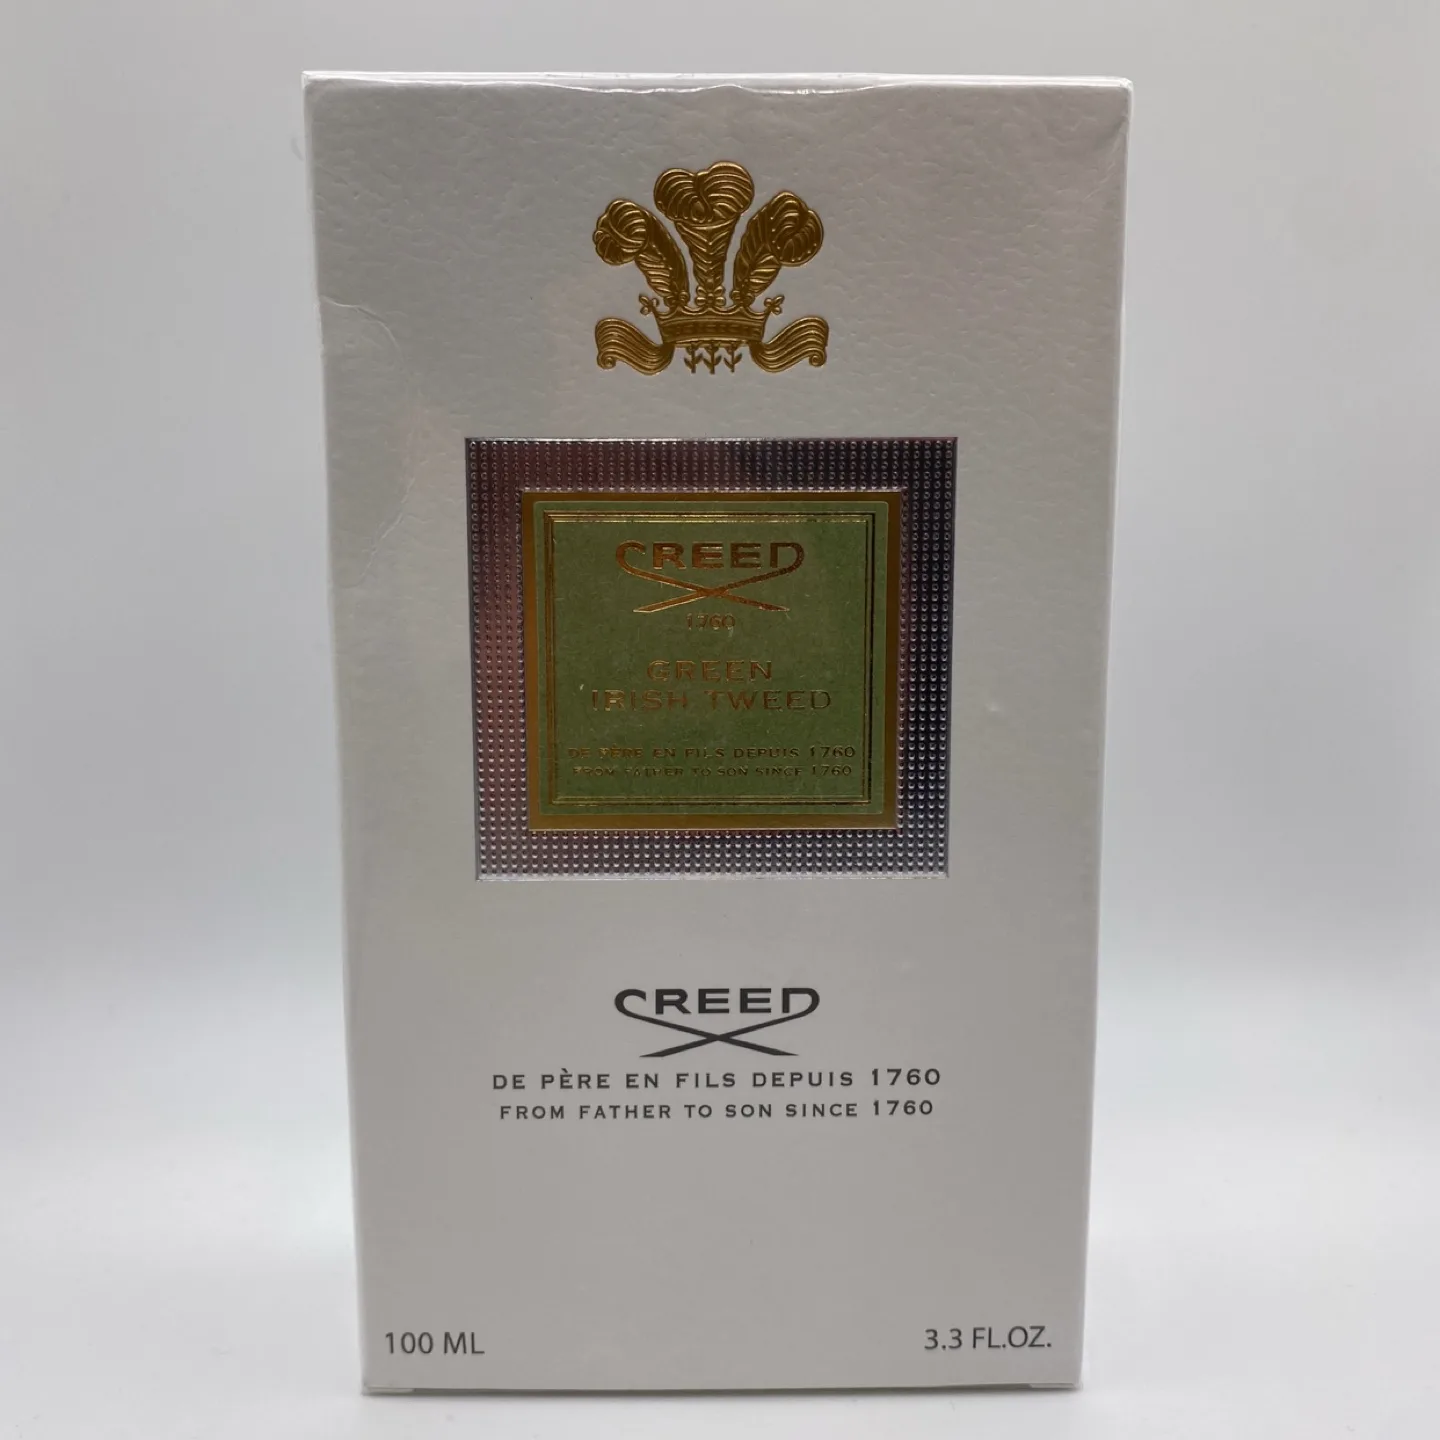 CREED
1760
GREEN
IRISH TWEED
DE PÈRE EN FILS DEPUIS 1760
FROM FATHER TO SON SINCE 1760
CREED
DE PÈRE EN FILS DEPUIS 1760
FROM FATHER TO SON SINCE 1760
100 ML
3.3 FL.OZ.